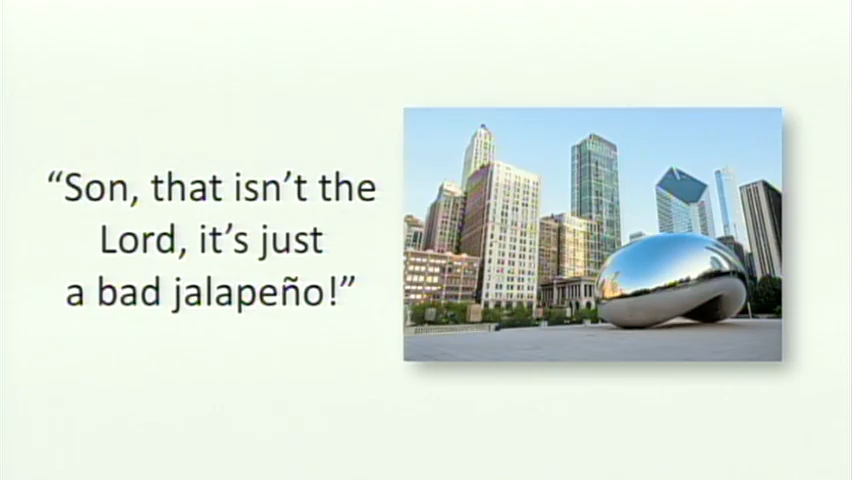 “Son, that isn’t the
Lord, it’s just
a bad jalapeño!”